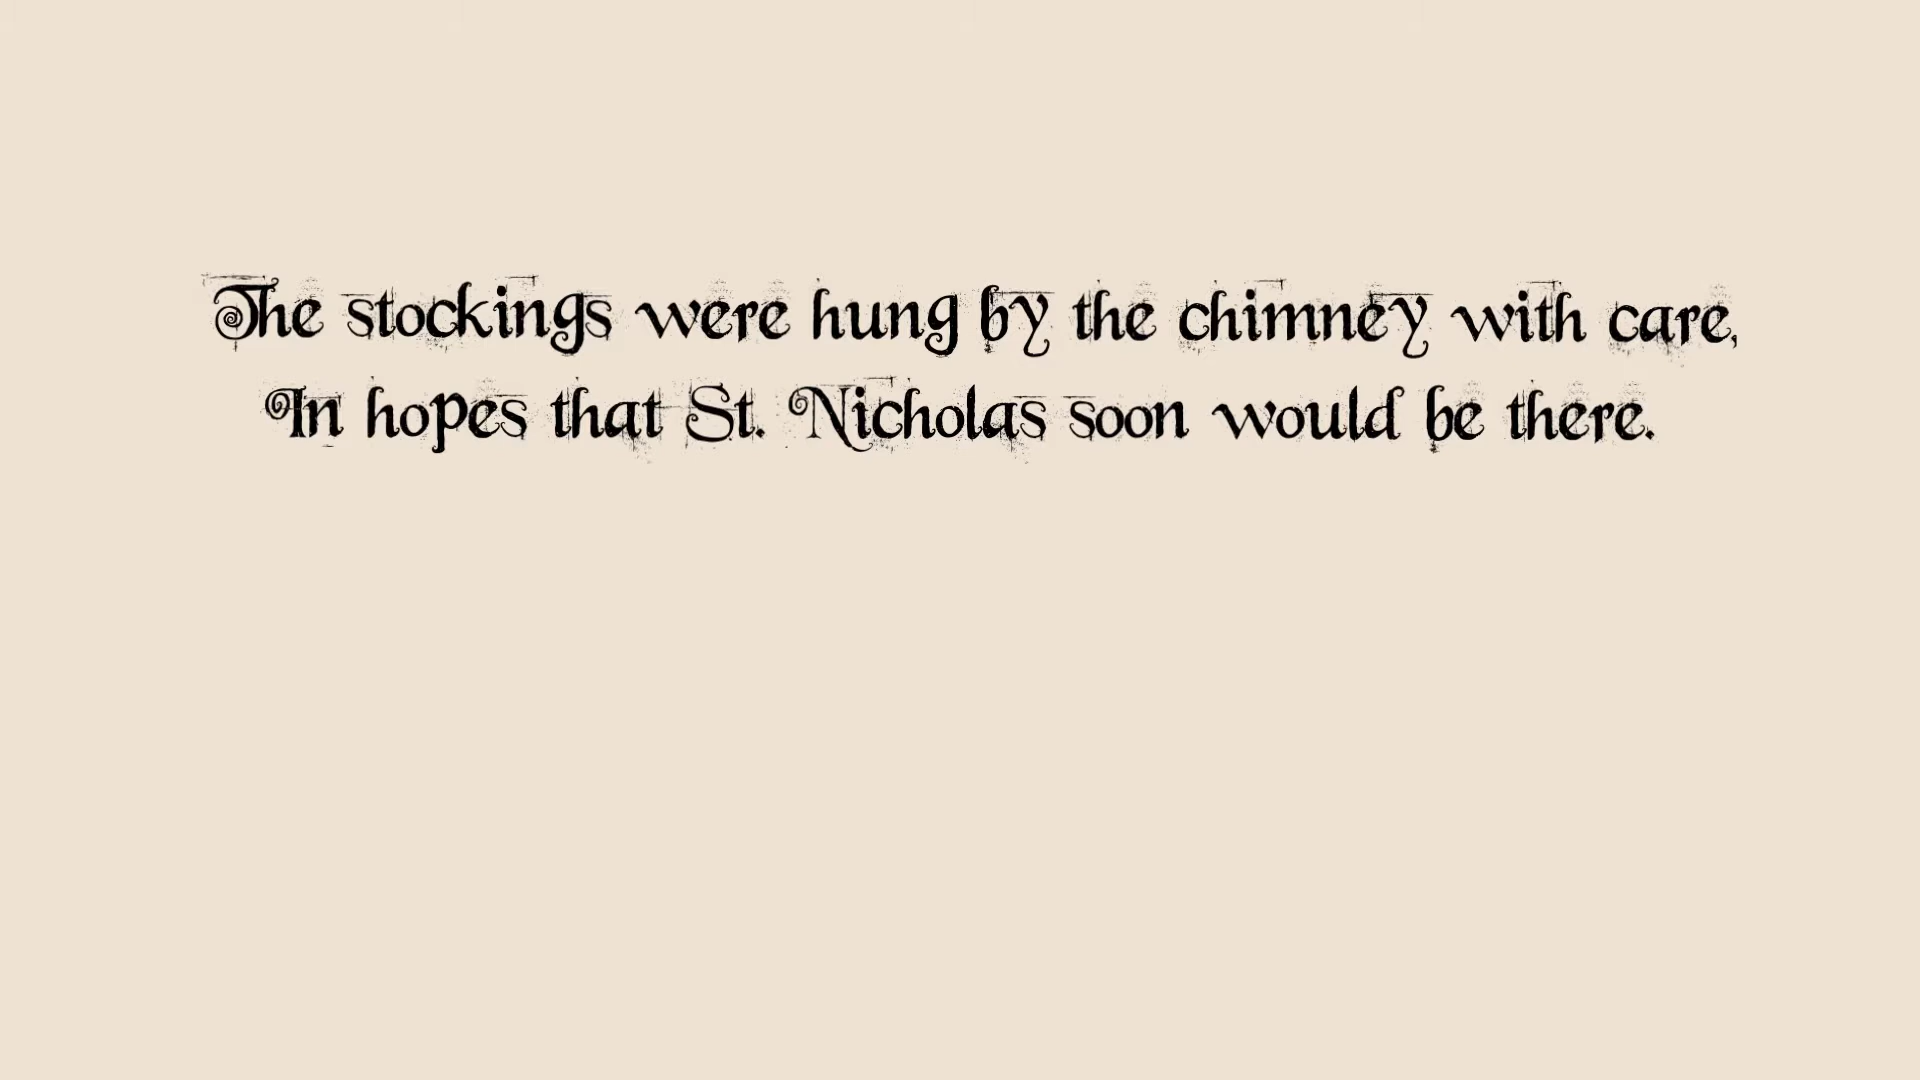 The stockings were hung by the chimney with care,
In hopes that St. Nicholas soon would be there.